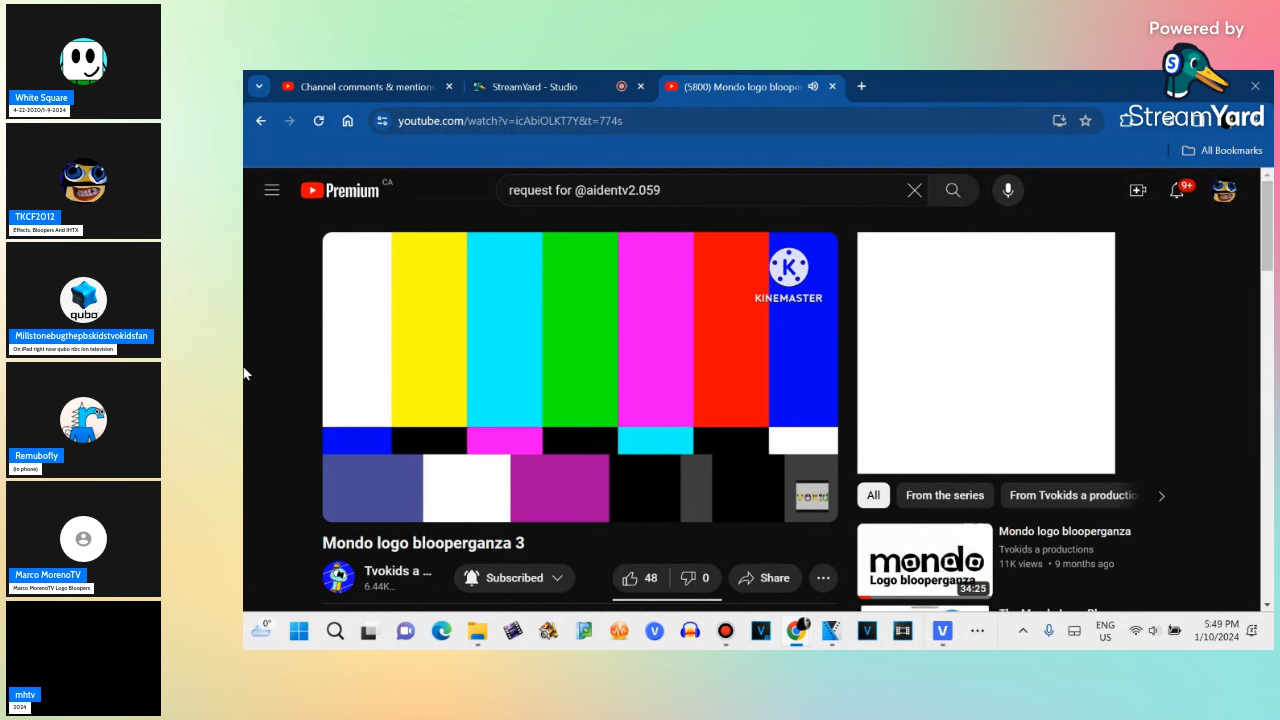 White Square
4-22-2020/1-9-2024
TKCF2012
Effects, Bloopers And IHTX
qubo
Millstonebugthepbskidstvokidsfan
On iPad right now qubo nbc ion television
Remubofly
(in phone)
Marco MorenoTV
Marco MorenoTV Logo Bloopers
mhtv
2024
Powered by
StreamYard
Channel comments & mentions
StreamYard - Studio
(5800) Mondo logo blooper
youtube.com/watch?v=icAbiOLKT7Y&t=774s
All Bookmarks
Premium CA
request for @aidentv2.059
9+
K
KINEMASTER
All
From the series
From Tvokids a productio
Mondo logo blooperganza 3
Tvokids a ...
6.44K...
Subscribed
48
0
Share
mondo
Logo blooperganza
34:25
Mondo logo blooperganza
Tvokids a productions
11K views • 9 months ago
0°
ENG
US
5:49 PM
1/10/2024